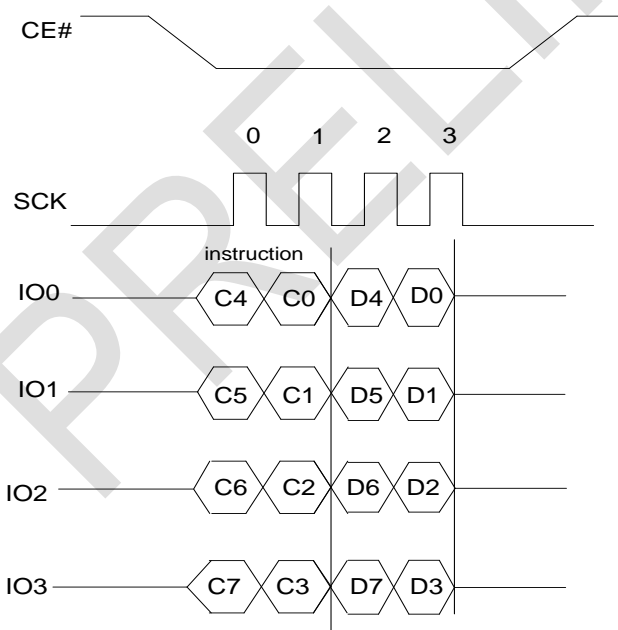 CE#
0 1 2 3
SCK
instruction
IO0 C4 C0 D4 D0
IO1 C5 C1 D5 D1
IO2 C6 C2 D6 D2
IO3 C7 C3 D7 D3